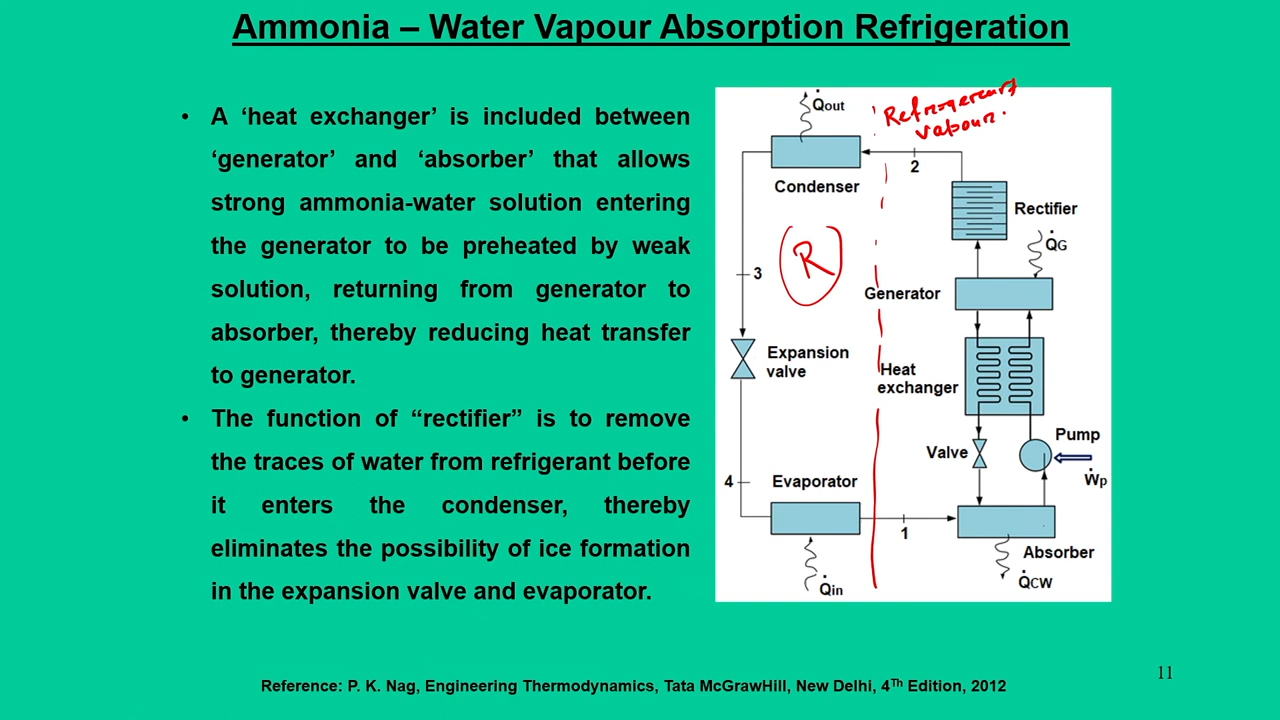 Ammonia – Water Vapour Absorption Refrigeration
• A ‘heat exchanger’ is included between
‘generator’ and ‘absorber’ that allows
strong ammonia-water solution entering
the generator to be preheated by weak
solution, returning from generator to
absorber, thereby reducing heat transfer
to generator.
• The function of “rectifier” is to remove
the traces of water from refrigerant before
it enters the condenser, thereby
eliminates the possibility of ice formation
in the expansion valve and evaporator.
Q̇out
Refrigerant
vapour.
2
Condenser
Rectifier
Q̇G
R
3
Generator
Expansion
valve
Heat
exchanger
Pump
Valve
ẆP
4
Evaporator
1
Absorber
Q̇in
Q̇CW
11
Reference: P. K. Nag, Engineering Thermodynamics, Tata McGrawHill, New Delhi, 4Th Edition, 2012